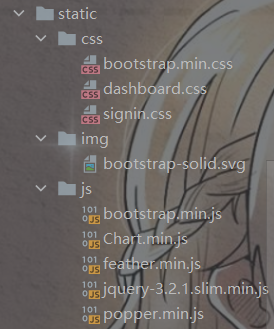 static
css
bootstrap.min.css
dashboard.css
signin.css
img
bootstrap-solid.svg
js
bootstrap.min.js
Chart.min.js
feather.min.js
jquery-3.2.1.slim.min.js
popper.min.js